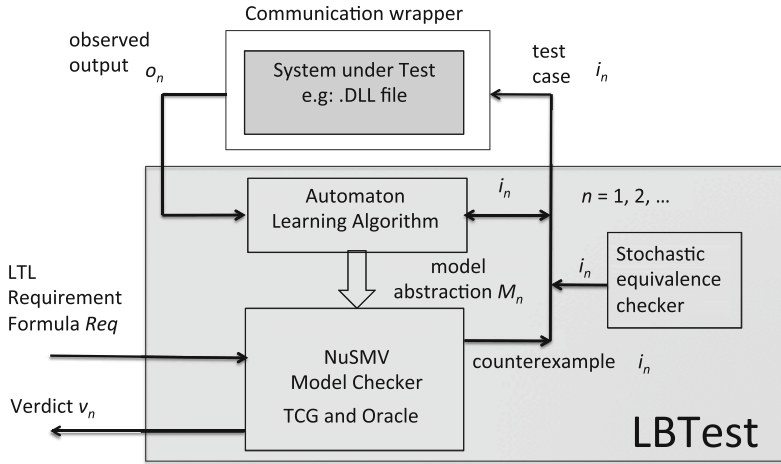 Communication wrapper
observed
output oₙ
System under Test
e.g: .DLL file
test
case iₙ
Automaton
Learning Algorithm
iₙ
n = 1, 2, ...
Stochastic
equivalence
checker
iₙ
model
abstraction Mₙ
LTL
Requirement
Formula Req
NuSMV
Model Checker
TCG and Oracle
counterexample iₙ
Verdict vₙ
LBTest